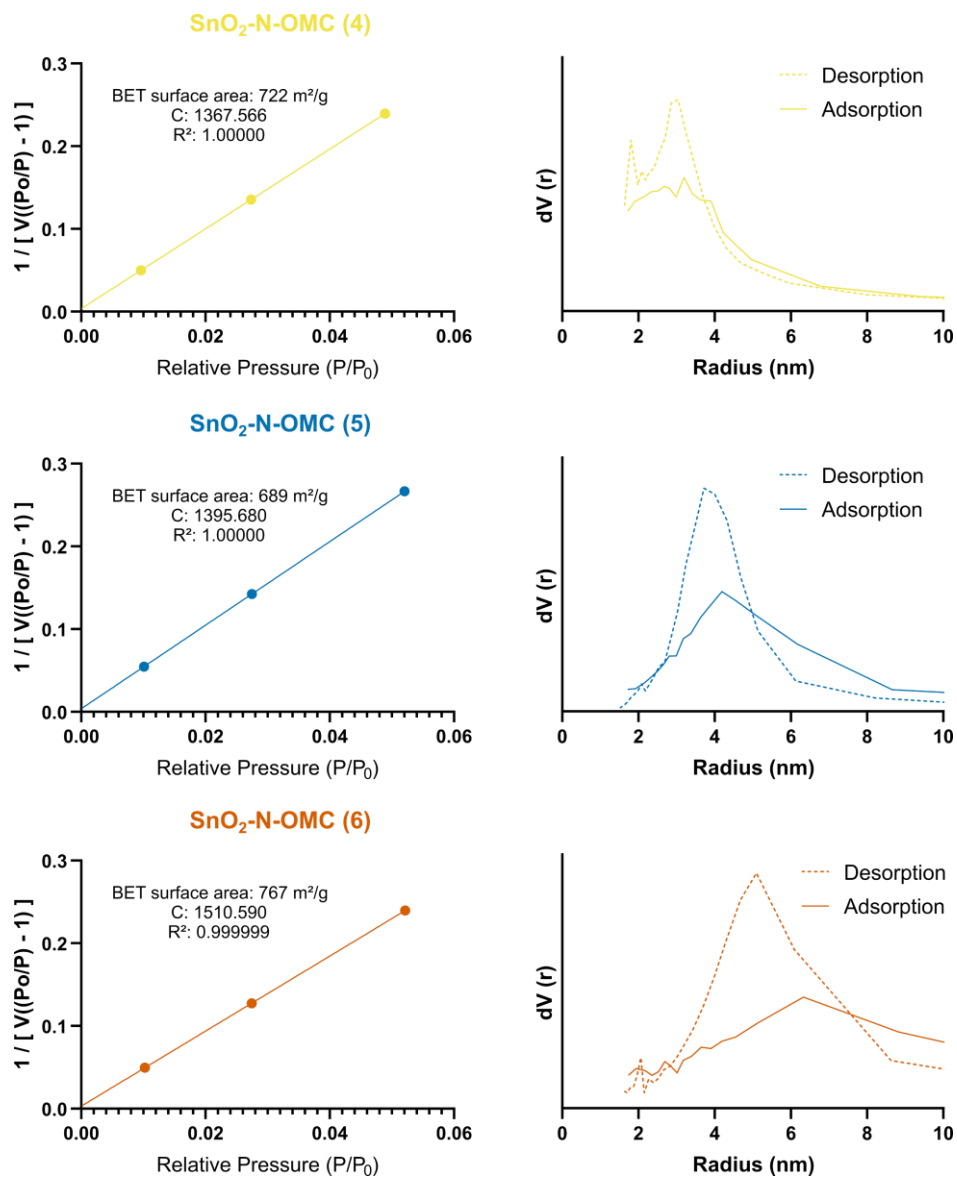 SnO₂-N-OMC (4)
1 / [ V((Po/P) - 1) ]
0.3
0.2
0.1
0.0
BET surface area: 722 m²/g
C: 1367.566
R²: 1.00000
0.00
0.02
0.04
0.06
Relative Pressure (P/P₀)
dV (r)
Desorption
Adsorption
0
2
4
6
8
10
Radius (nm)
SnO₂-N-OMC (5)
1 / [ V((Po/P) - 1) ]
0.3
0.2
0.1
0.0
BET surface area: 689 m²/g
C: 1395.680
R²: 1.00000
0.00
0.02
0.04
0.06
Relative Pressure (P/P₀)
dV (r)
Desorption
Adsorption
0
2
4
6
8
10
Radius (nm)
SnO₂-N-OMC (6)
1 / [ V((Po/P) - 1) ]
0.3
0.2
0.1
0.0
BET surface area: 767 m²/g
C: 1510.590
R²: 0.999999
0.00
0.02
0.04
0.06
Relative Pressure (P/P₀)
dV (r)
Desorption
Adsorption
0
2
4
6
8
10
Radius (nm)